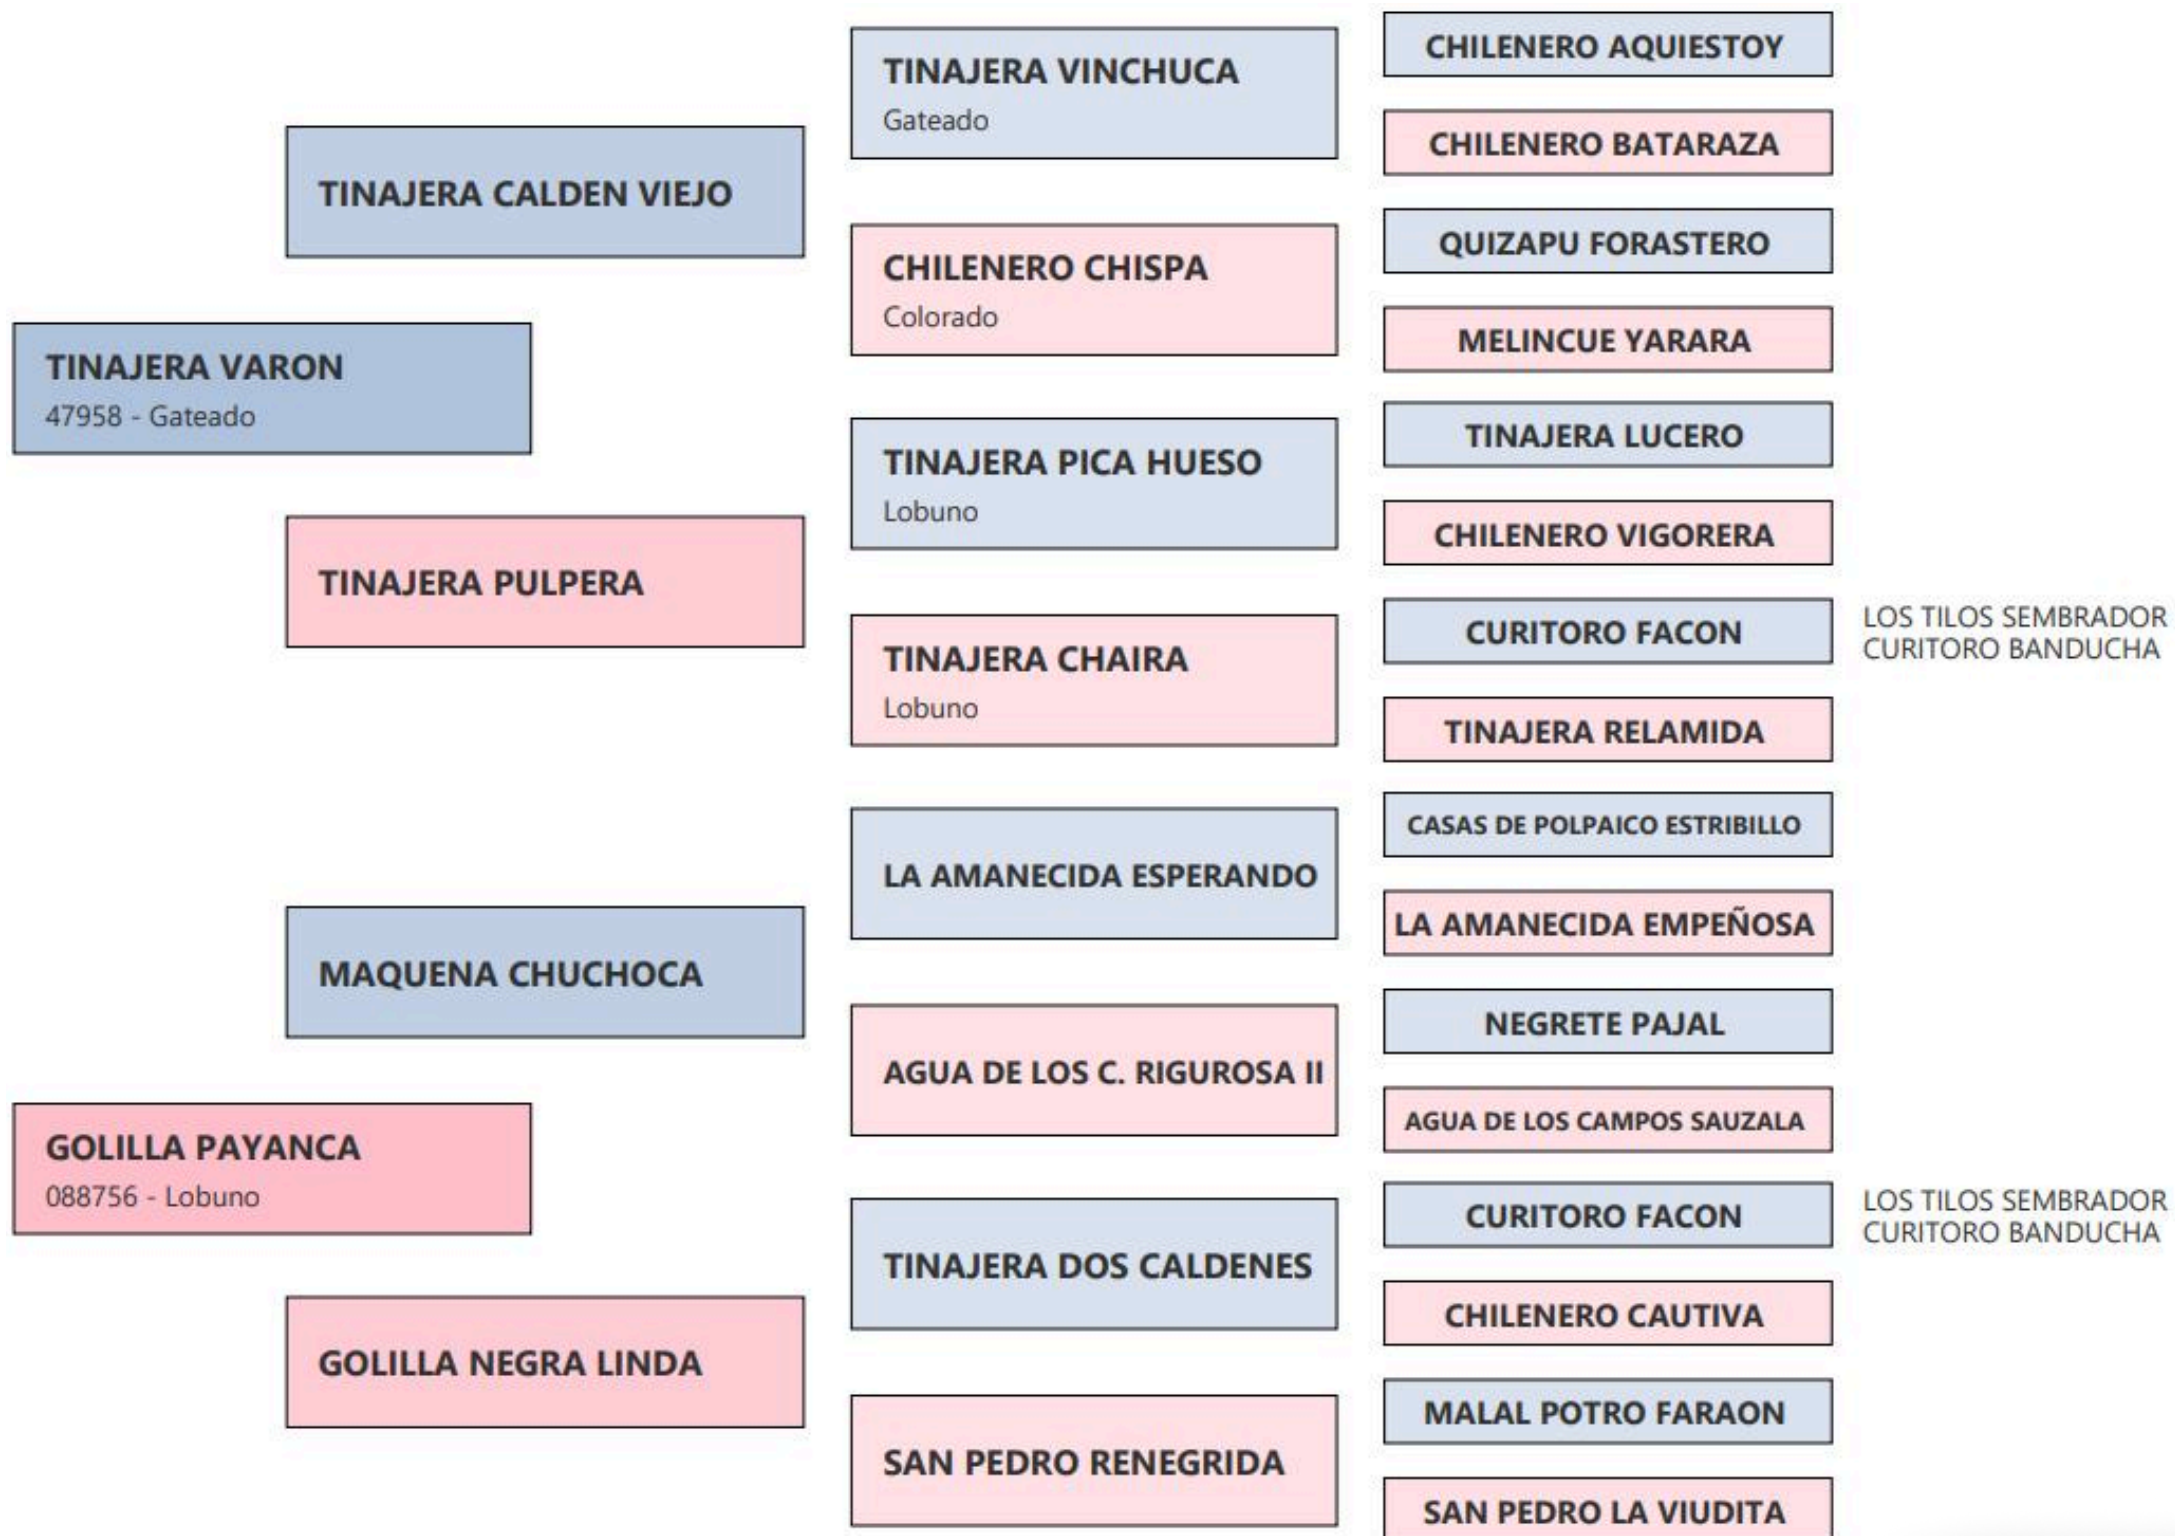 TINAJERA VARON
47958 - Gateado
GOLILLA PAYANCA
088756 - Lobuno
TINAJERA CALDEN VIEJO
TINAJERA PULPERA
MAQUENA CHUCHOCA
GOLILLA NEGRA LINDA
TINAJERA VINCHUCA
Gateado
CHILENERO CHISPA
Colorado
TINAJERA PICA HUESO
Lobuno
TINAJERA CHAIRA
Lobuno
LA AMANECIDA ESPERANDO
AGUA DE LOS C. RIGUROSA II
TINAJERA DOS CALDENES
SAN PEDRO RENEGRIDA
CHILENERO AQUIESTOY
CHILENERO BATARAZA
QUIZAPU FORASTERO
MELINCUE YARARA
TINAJERA LUCERO
CHILENERO VIGORERA
CURITORO FACON
TINAJERA RELAMIDA
CASAS DE POLPAICO ESTRIBILLO
LA AMANECIDA EMPEÑOSA
NEGRETE PAJAL
AGUA DE LOS CAMPOS SAUZALA
CURITORO FACON
CHILENERO CAUTIVA
MALAL POTRO FARAON
SAN PEDRO LA VIUDITA
LOS TILOS SEMBRADOR
CURITORO BANDUCHA
LOS TILOS SEMBRADOR
CURITORO BANDUCHA